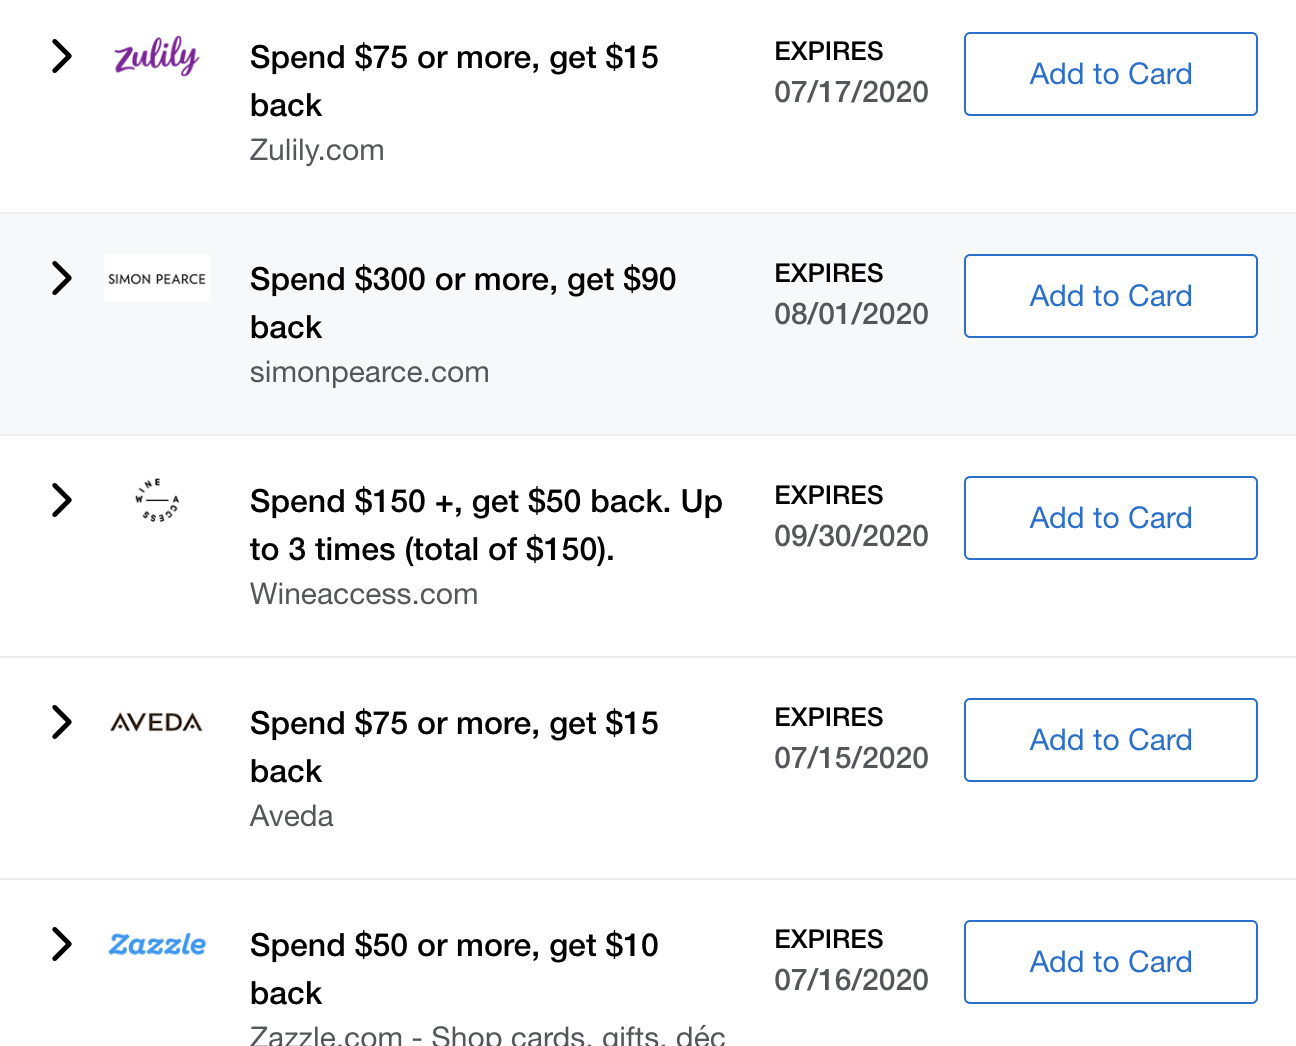 zulily
Spend $75 or more, get $15
back
Zulily.com
EXPIRES
07/17/2020
Add to Card
SIMON PEARCE
Spend $300 or more, get $90
back
simonpearce.com
EXPIRES
08/01/2020
Add to Card
WINE ACCESS
Spend $150 +, get $50 back. Up
to 3 times (total of $150).
Wineaccess.com
EXPIRES
09/30/2020
Add to Card
AVEDA
Spend $75 or more, get $15
back
Aveda
EXPIRES
07/15/2020
Add to Card
Zazzle
Spend $50 or more, get $10
back
Zazzle.com - Shop cards, gifts, déc
EXPIRES
07/16/2020
Add to Card